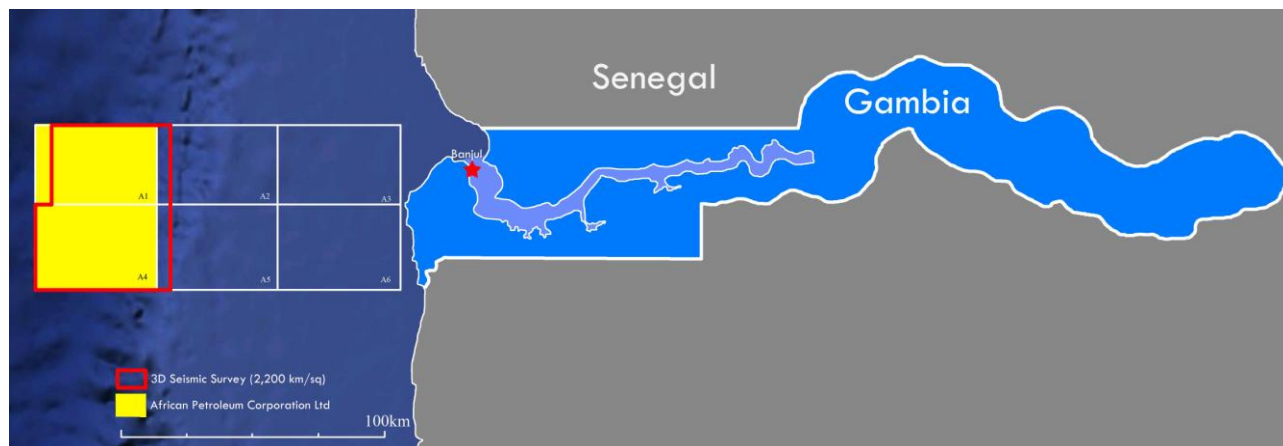 Senegal
Gambia
Banjul
A1
A2
A3
A4
A5
A6
3D Seismic Survey (2,200 km/sq)
African Petroleum Corporation Ltd
100km